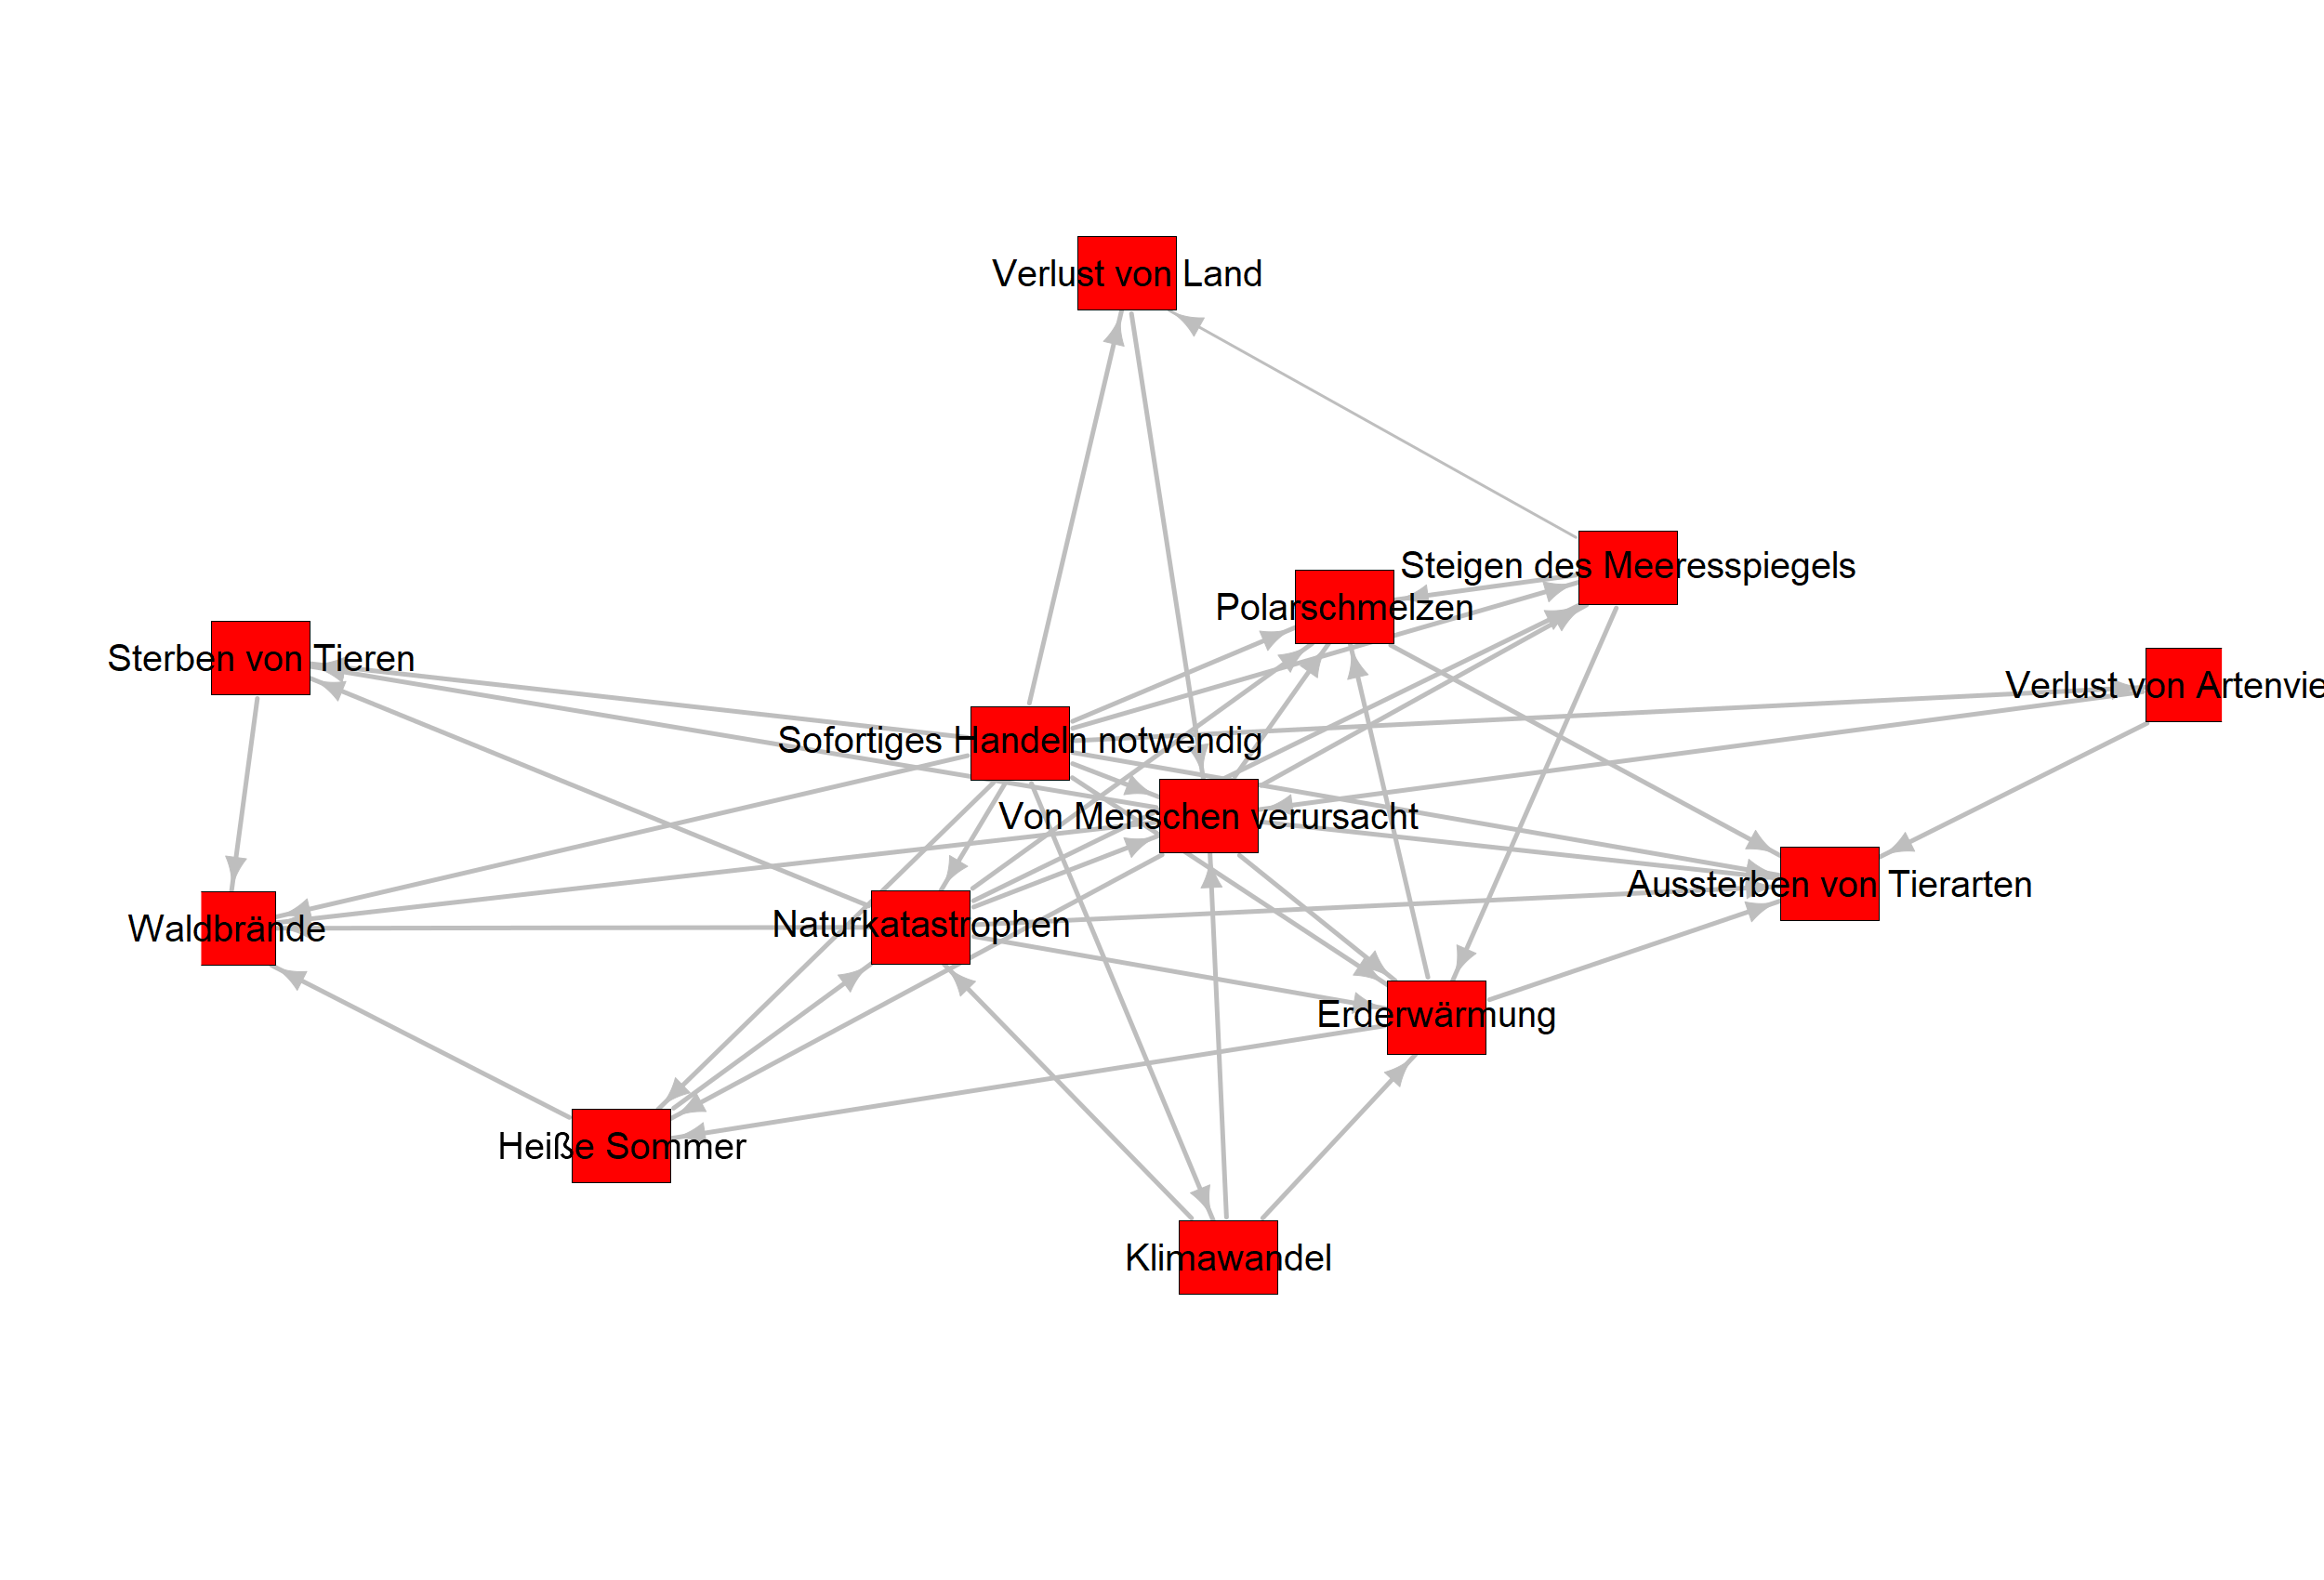 Verlust von Land
Steigen des Meeresspiegels
Polarschmelzen
Sterben von Tieren
Verlust von Artenvie
Sofortiges Handeln notwendig
Von Menschen verursacht
Aussterben von Tierarten
Waldbrände
Naturkatastrophen
Erderwärmung
Heiße Sommer
Klimawandel